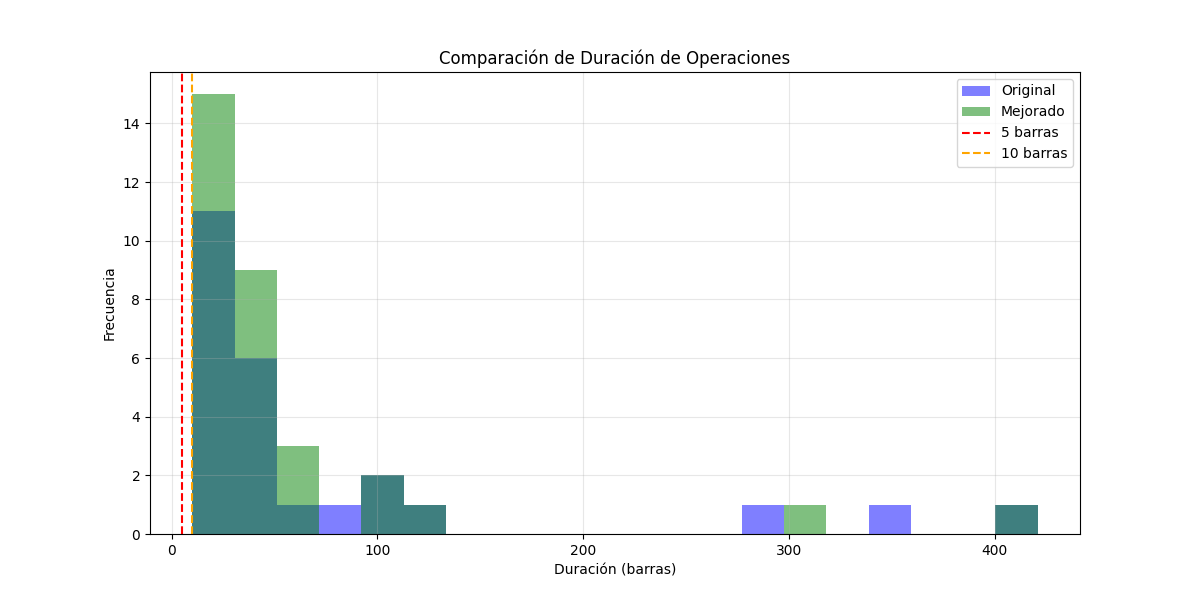 Comparación de Duración de Operaciones
Original
Mejorado
5 barras
10 barras
Frecuencia
14
12
10
8
6
4
2
0
0 100 200 300 400
Duración (barras)